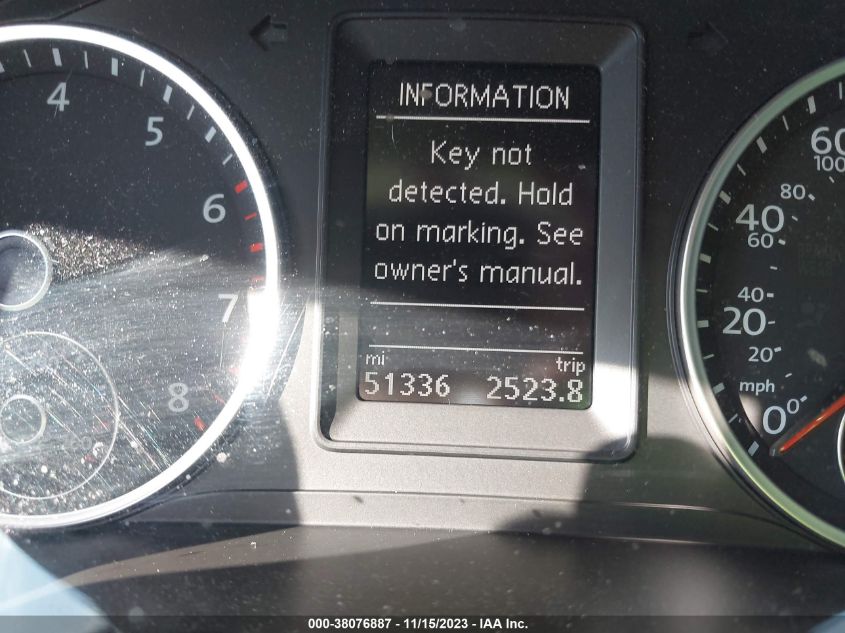 4
5
6
7
8
INFORMATION
Key not
detected. Hold
on marking. See
owner's manual.
mi trip
51336 2523.8
60
100
80
40
60
40
20
20
mph
0
0
000-38076887 - 11/15/2023 - IAA Inc.